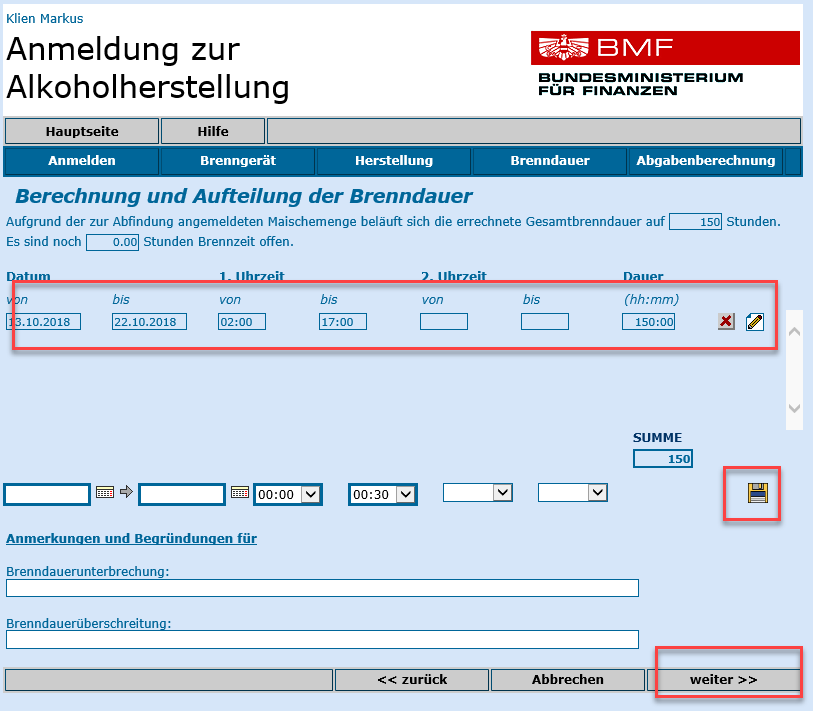 Klien Markus
Anmeldung zur
Alkoholherstellung
BMF
BUNDESMINISTERIUM
FÜR FINANZEN
Hauptseite Hilfe
Anmelden Brenngerät Herstellung Brenndauer Abgabenberechnung
Berechnung und Aufteilung der Brenndauer
Aufgrund der zur Abfindung angemeldeten Maischemenge beläuft sich die errechnete Gesamtbrenndauer auf 150 Stunden.
Es sind noch 0.00 Stunden Brennzeit offen.
Datum 1. Uhrzeit 2. Uhrzeit Dauer
von bis von bis von bis (hh:mm)
13.10.2018 22.10.2018 02:00 17:00 150:00
SUMME
150
00:00 00:30
Anmerkungen und Begründungen für
Brenndauerunterbrechung:
Brenndauerüberschreitung:
<< zurück Abbrechen weiter >>